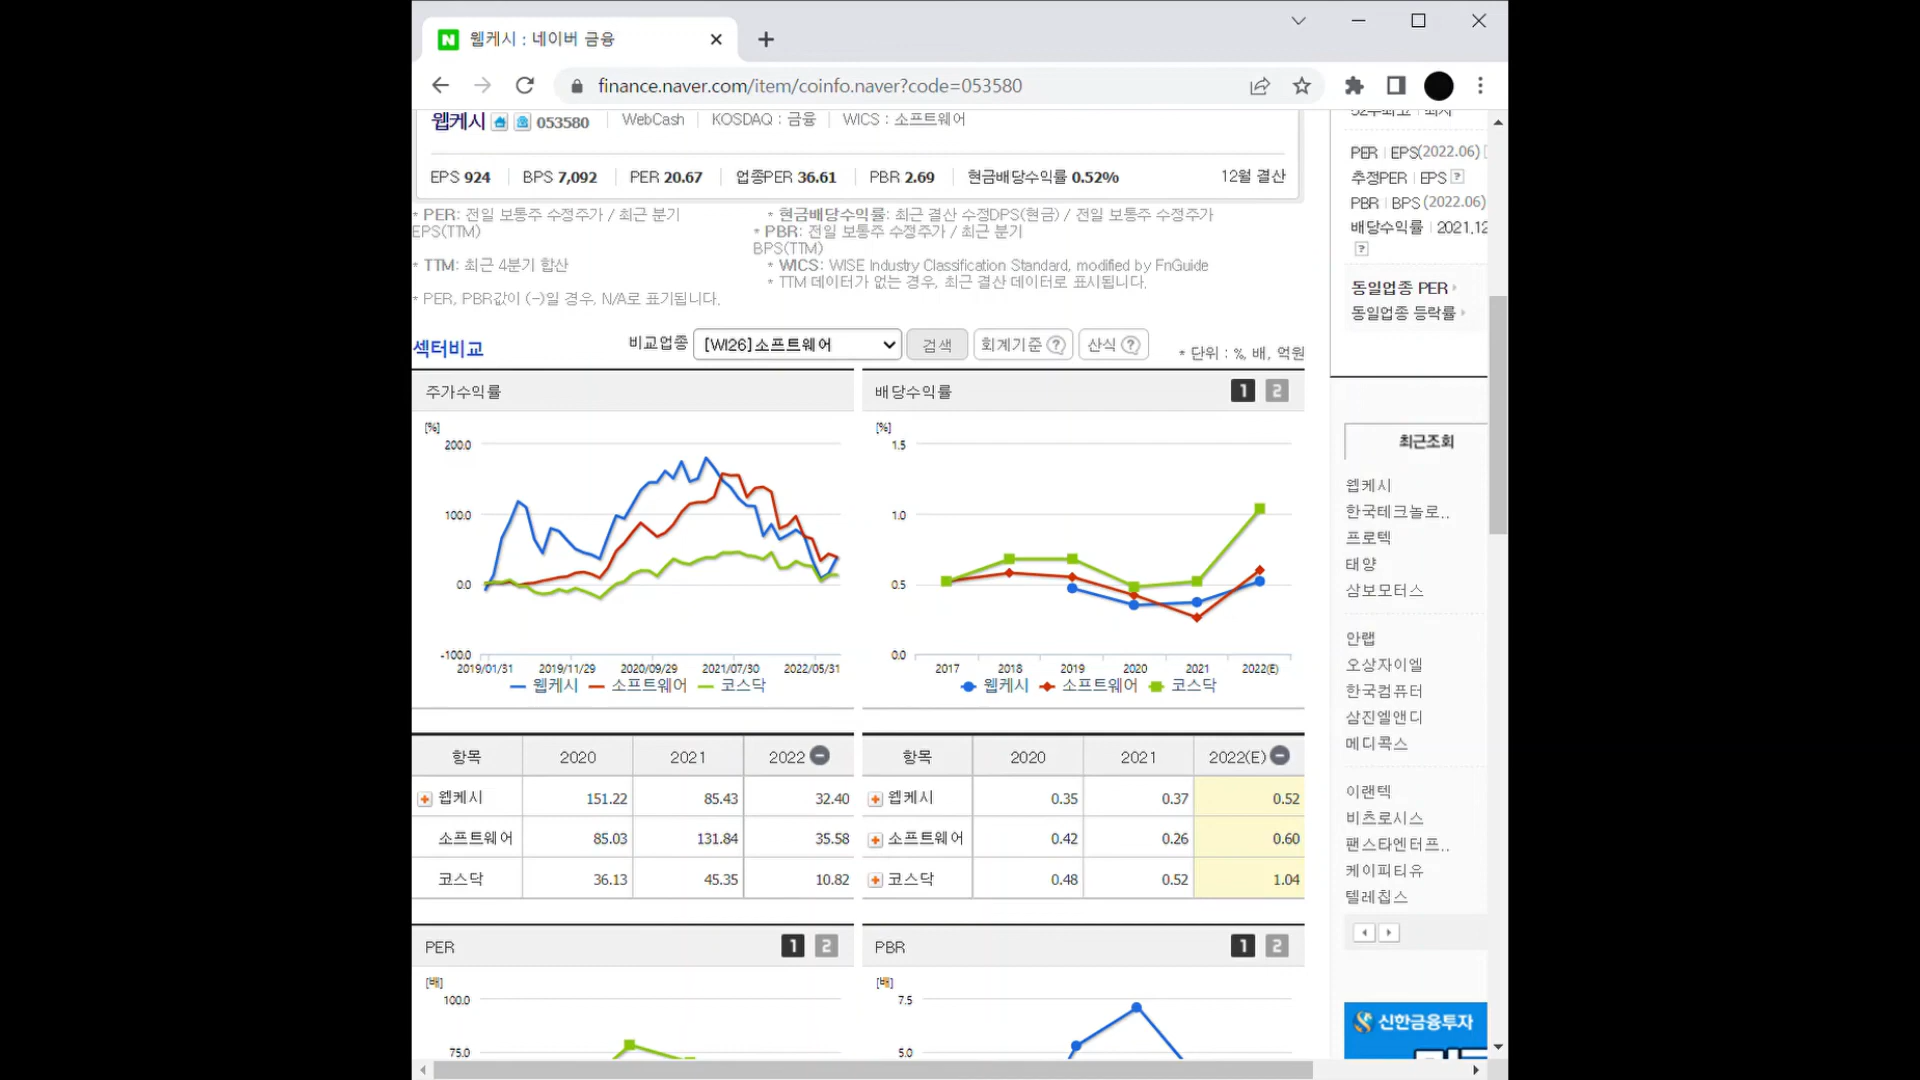 웹케시 : 네이버 금융
finance.naver.com/item/coinfo.naver?code=053580
웹케시 053580 WebCash KOSDAQ : 금융 WICS : 소프트웨어
EPS 924 BPS 7,092 PER 20.67 업종PER 36.61 PBR 2.69 현금배당수익률 0.52% 12월 결산
* PER: 전일 보통주 수정주가 / 최근 분기 EPS(TTM)
* 현금배당수익률: 최근 결산 수정DPS(현금) / 전일 보통주 수정주가
* PBR: 전일 보통주 수정주가 / 최근 분기
BPS(TTM)
* TTM: 최근 4분기 합산
* WICS: WISE Industry Classification Standard, modified by FnGuide
* TTM 데이터가 없는 경우, 최근 결산 데이터로 표시됩니다.
* PER, PBR값이 (-)일 경우, N/A로 표기됩니다.
섹터비교 비교업종 [WI26]소프트웨어 검색 회계기준 ? 산식 ? * 단위 : %, 배, 억원
주가수익률
[%]
200.0
100.0
0.0
-100.0
2019/01/31 2019/11/29 2020/09/29 2021/07/30 2022/05/31
웹케시 소프트웨어 코스닥
배당수익률 1 2
[%]
1.5
1.0
0.5
0.0
2017 2018 2019 2020 2021 2022(E)
웹케시 소프트웨어 코스닥
항목 2020 2021 2022
웹케시 151.22 85.43 32.40
소프트웨어 85.03 131.84 35.58
코스닥 36.13 45.35 10.82
항목 2020 2021 2022(E)
웹케시 0.35 0.37 0.52
소프트웨어 0.42 0.26 0.60
코스닥 0.48 0.52 1.04
PER 1 2
[배]
100.0
75.0
PBR 1 2
[배]
7.5
5.0
PER EPS(2022.06)
추정PER EPS ?
PBR BPS (2022.06)
배당수익률 2021.12
?
동일업종 PER
동일업종 등락률
최근조회
웹케시
한국테크놀로..
프로텍
태양
삼보모터스
안랩
오상자이엘
한국컴퓨터
삼진엘앤디
메디콕스
이랜텍
비츠로시스
팬스타엔터프..
케이피티유
텔레칩스
신한금융투자